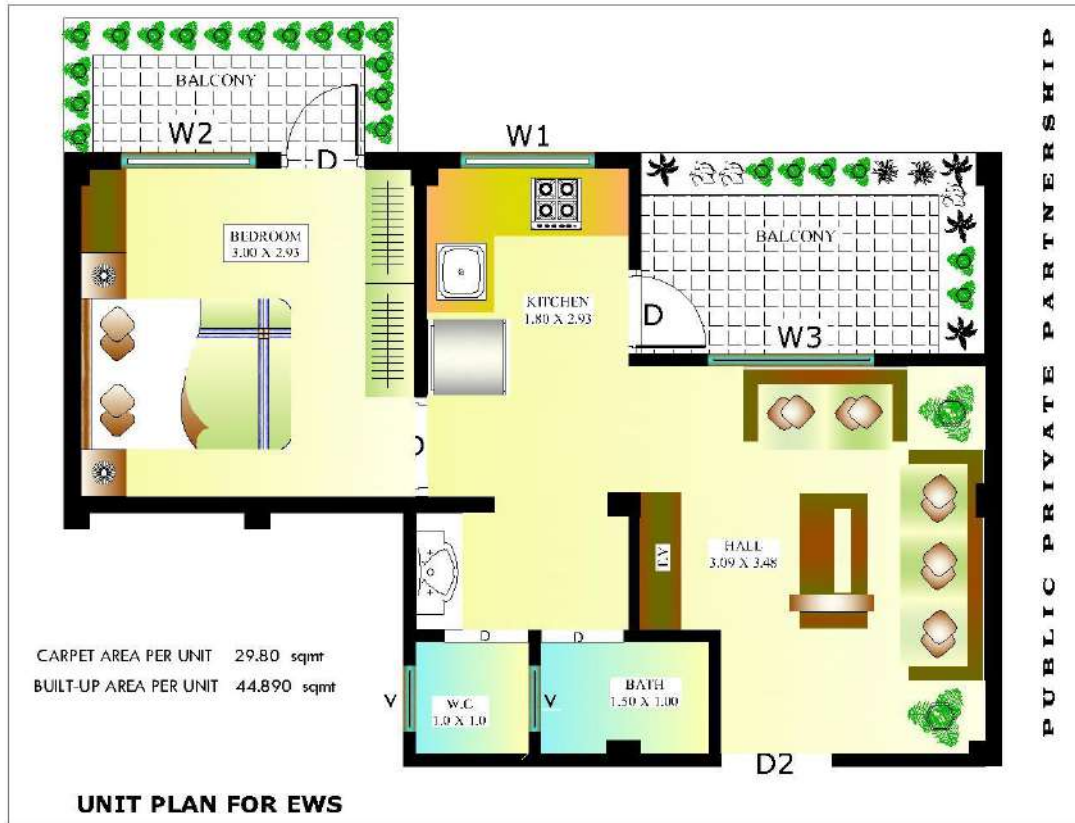 BALCONY
W2
D
W1
BEDROOM
3.00 X 2.93
BALCONY
KITCHEN
1.80 X 2.93
D
W3
D
HALL
3.09 X 3.48
D
D
CARPET AREA PER UNIT 29.80 sqmt
BUILT-UP AREA PER UNIT 44.890 sqmt
V
W.C
1.0 X 1.0
V
BATH
1.50 X 1.00
D2
UNIT PLAN FOR EWS
PUBLIC PRIVATE PARTNERSHIP